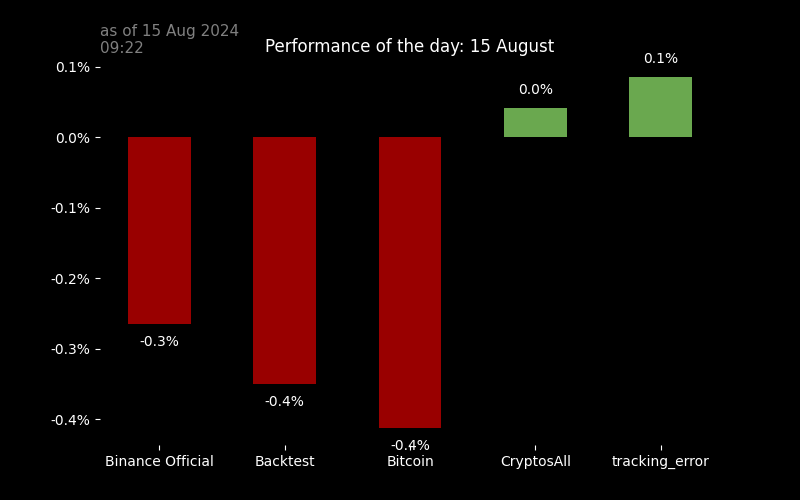 as of 15 Aug 2024
09:22
Performance of the day: 15 August
0.1%
0.0%
-0.1%
-0.2%
-0.3%
-0.4%
0.0%
0.1%
-0.3%
-0.4%
-0.4%
Binance Official
Backtest
Bitcoin
CryptosAll
tracking_error